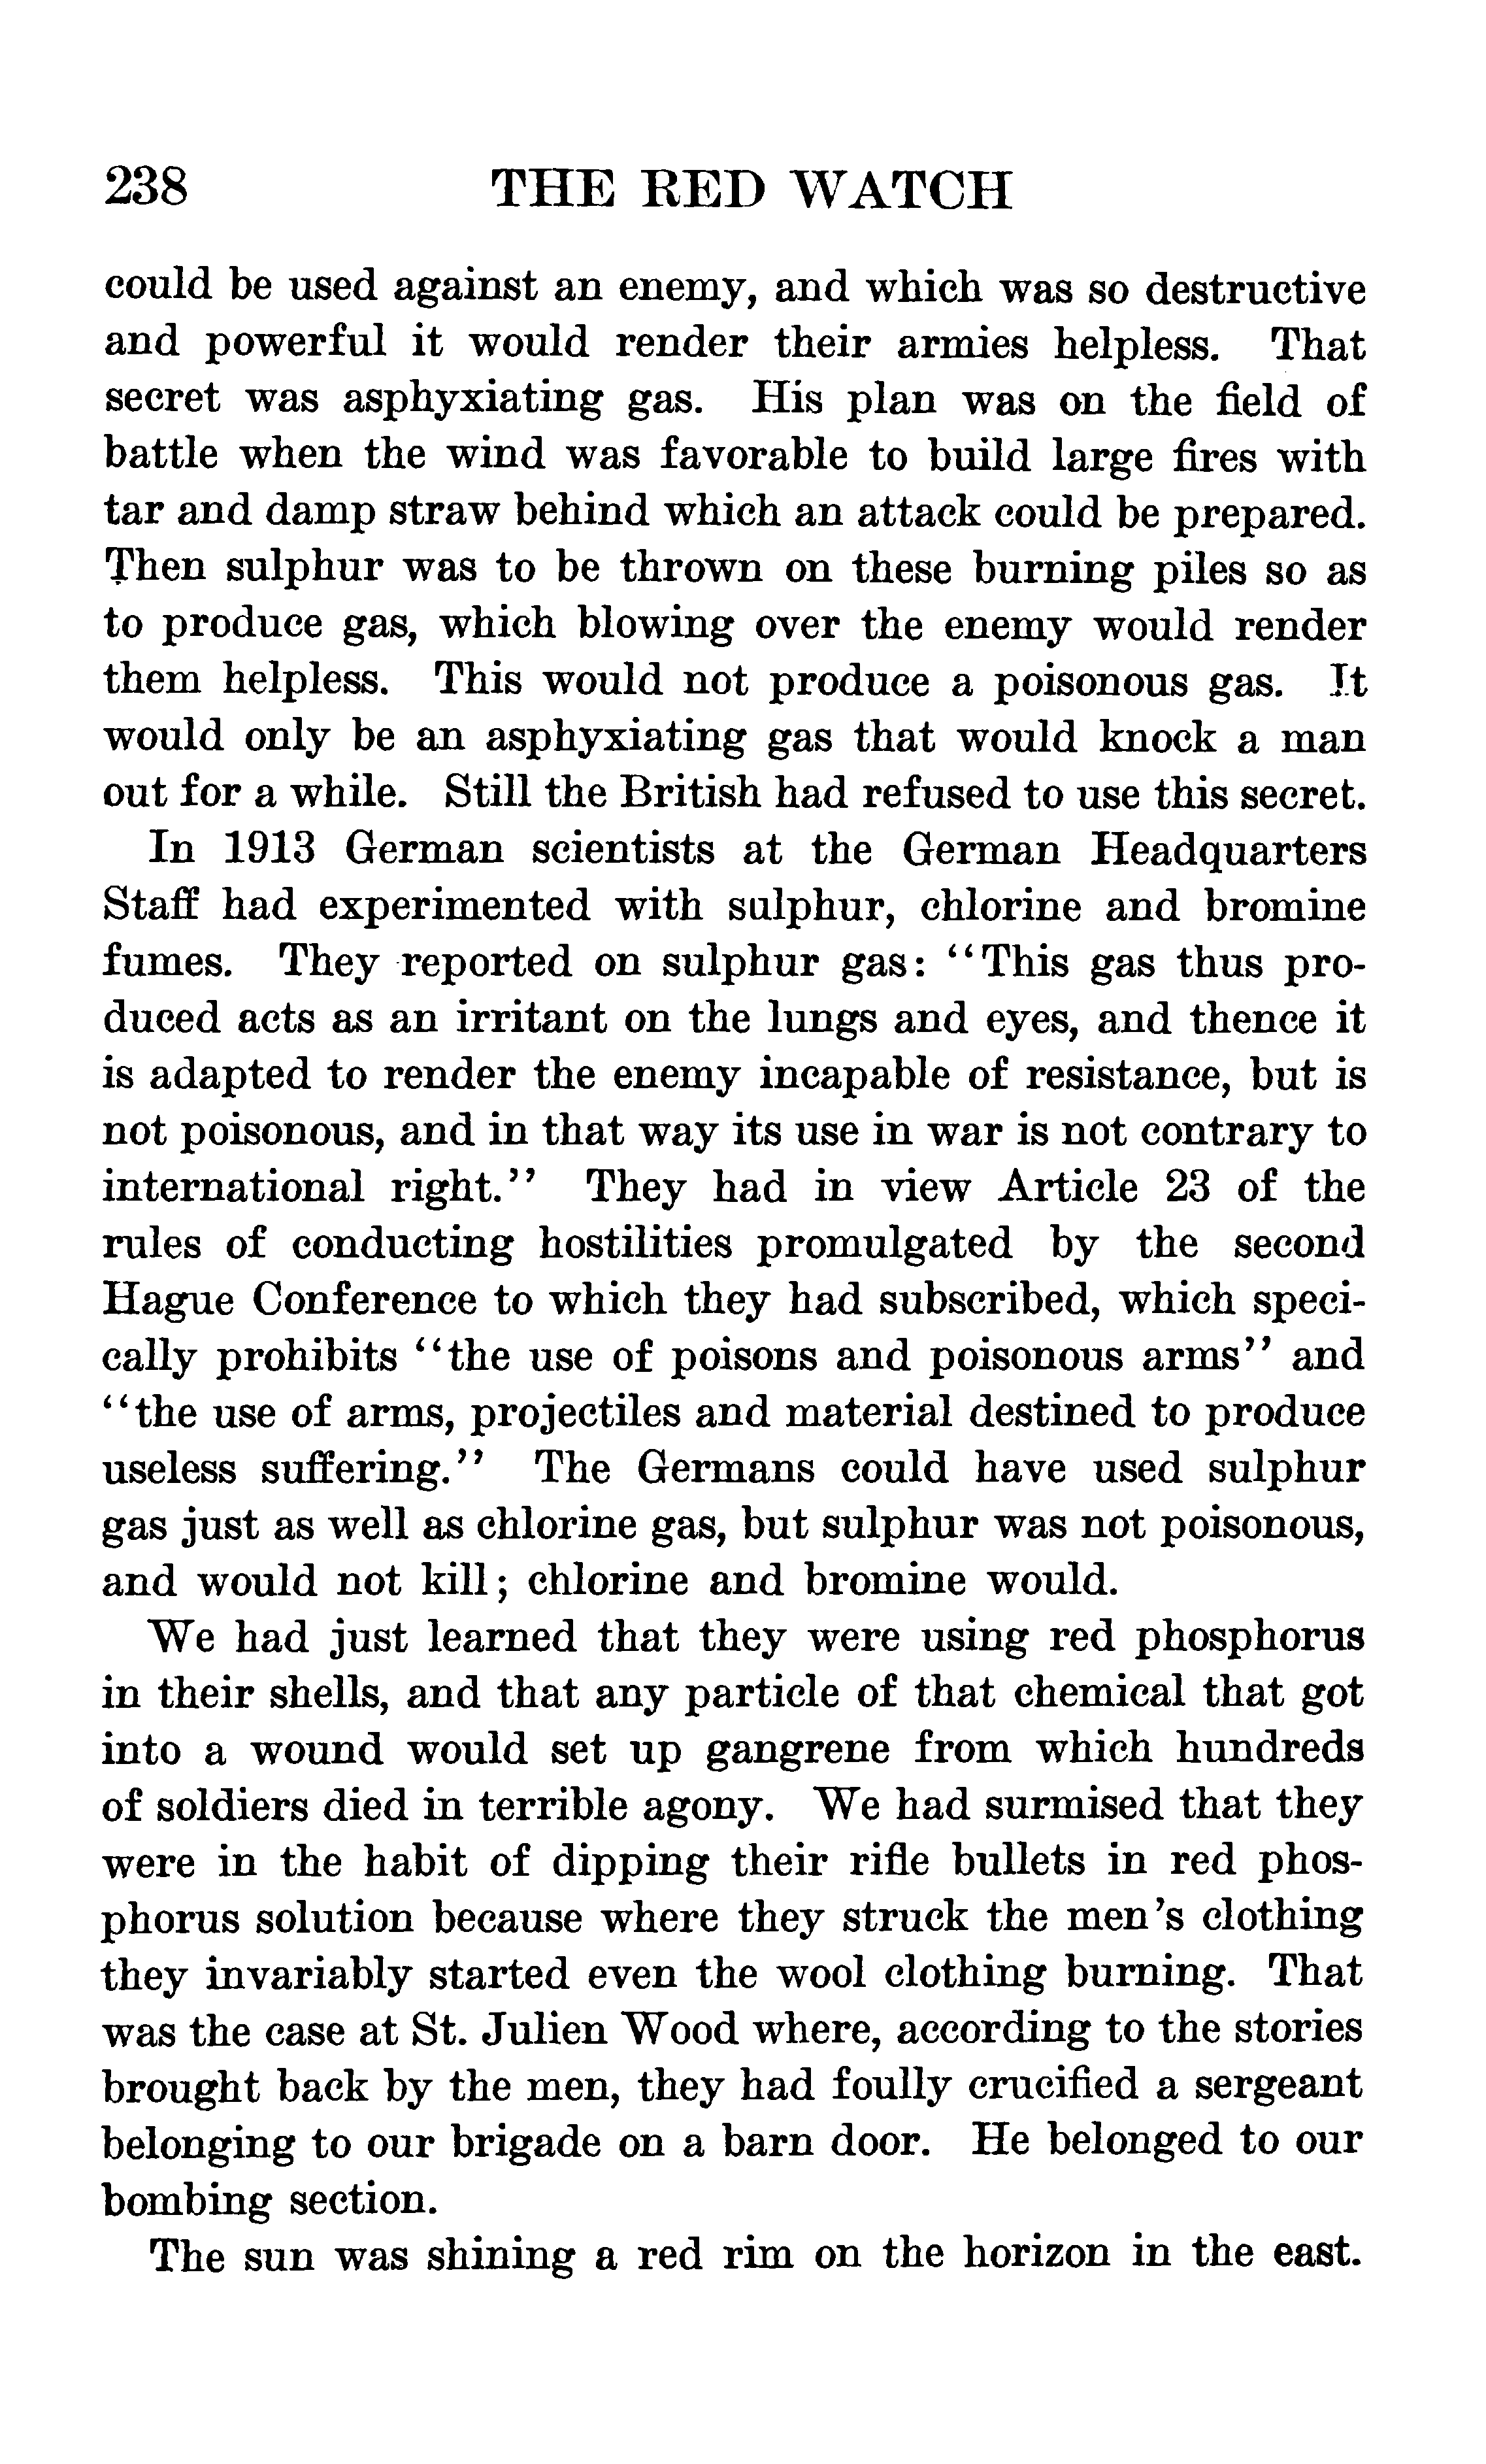 238 THE RED WATCH
could be used against an enemy, and which was so destructive
and powerful it would render their armies helpless. That
secret was asphyxiating gas. His plan was on the field of
battle when the wind was favorable to build large fires with
tar and damp straw behind which an attack could be prepared.
Then sulphur was to be thrown on these burning piles so as
to produce gas, which blowing over the enemy would render
them helpless. This would not produce a poisonous gas. It
would only be an asphyxiating gas that would knock a man
out for a while. Still the British had refused to use this secret.
In 1913 German scientists at the German Headquarters
Staff had experimented with sulphur, chlorine and bromine
fumes. They reported on sulphur gas: “This gas thus pro-
duced acts as an irritant on the lungs and eyes, and thence it
is adapted to render the enemy incapable of resistance, but is
not poisonous, and in that way its use in war is not contrary to
international right.” They had in view Article 23 of the
rules of conducting hostilities promulgated by the second
Hague Conference to which they had subscribed, which speci-
cally prohibits “the use of poisons and poisonous arms” and
“the use of arms, projectiles and material destined to produce
useless suffering.” The Germans could have used sulphur
gas just as well as chlorine gas, but sulphur was not poisonous,
and would not kill; chlorine and bromine would.
We had just learned that they were using red phosphorus
in their shells, and that any particle of that chemical that got
into a wound would set up gangrene from which hundreds
of soldiers died in terrible agony. We had surmised that they
were in the habit of dipping their rifle bullets in red phos-
phorus solution because where they struck the men's clothing
they invariably started even the wool clothing burning. That
was the case at St. Julien Wood where, according to the stories
brought back by the men, they had foully crucified a sergeant
belonging to our brigade on a barn door. He belonged to our
bombing section.
The sun was shining a red rim on the horizon in the east.